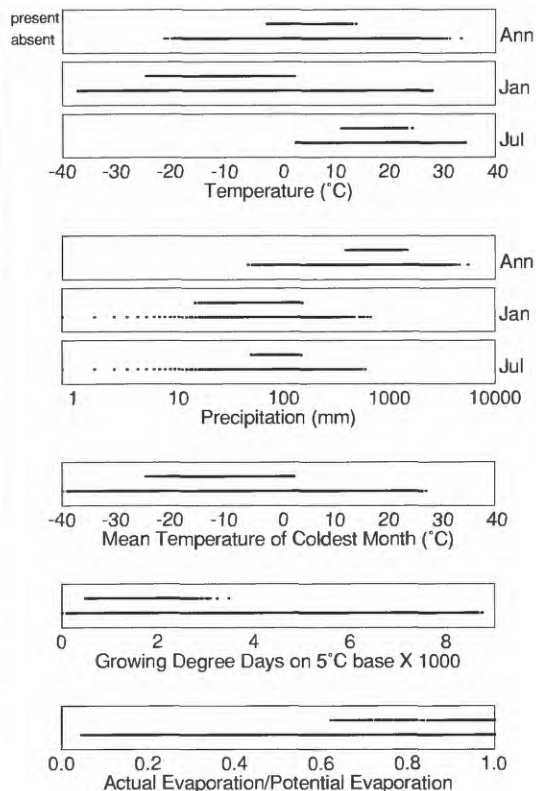 present
absent
Ann
Jan
Jul
-40 -30 -20 -10 0 10 20 30 40
Temperature (˚C)
Ann
Jan
Jul
1 10 100 1000 10000
Precipitation (mm)
-40 -30 -20 -10 0 10 20 30 40
Mean Temperature of Coldest Month (˚C)
0 2 4 6 8
Growing Degree Days on 5˚C base X 1000
0.0 0.2 0.4 0.6 0.8 1.0
Actual Evaporation/Potential Evaporation